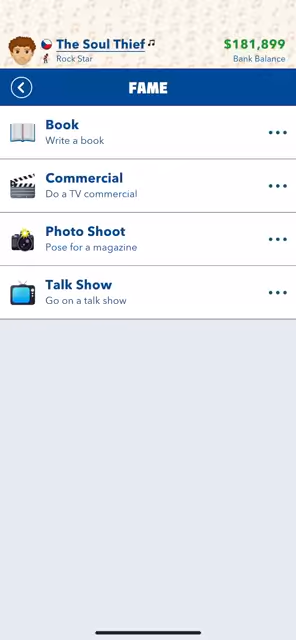 The Soul Thief
$181,899
Rock Star
Bank Balance
FAME
Book
Write a book
Commercial
Do a TV commercial
Photo Shoot
Pose for a magazine
Talk Show
Go on a talk show